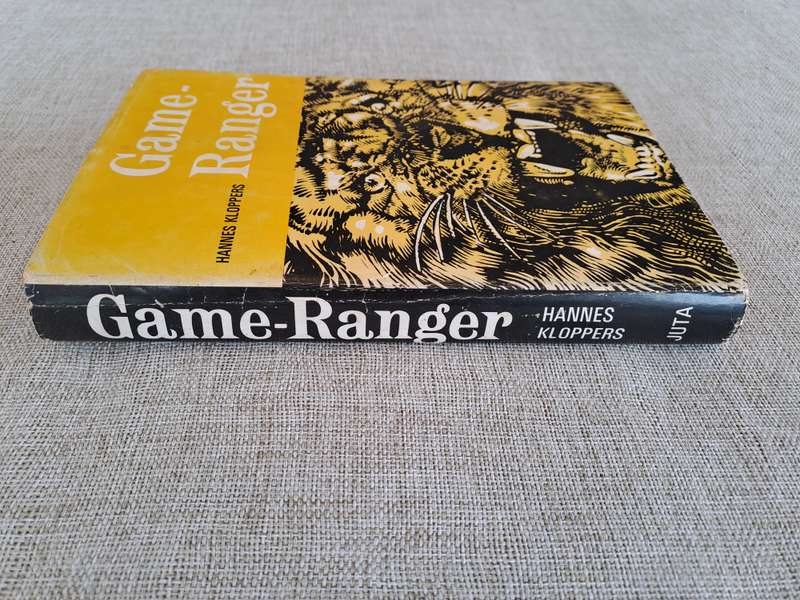 Game-
Ranger
HANNES KLOPPERS
Game-Ranger
HANNES
KLOPPERS
JUTA